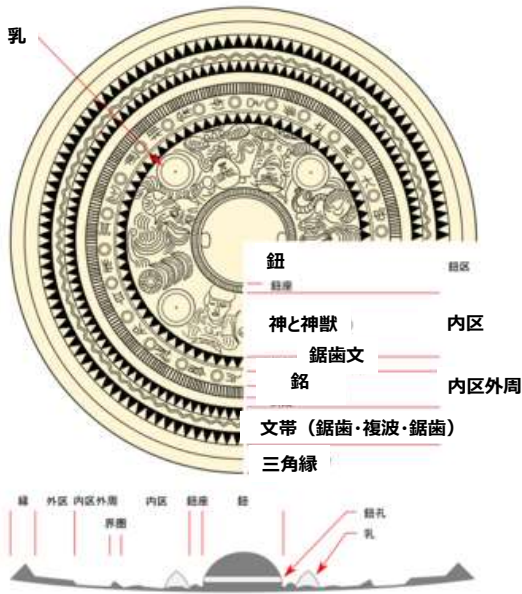 乳
鈕
鈕区
鈕座
神と神獣
内区
鋸歯文
銘
内区外周
文帯（鋸歯・複波・鋸歯）
三角縁
縁 外区 内区外周 内区 鈕座 鈕
界圏
鈕孔
乳